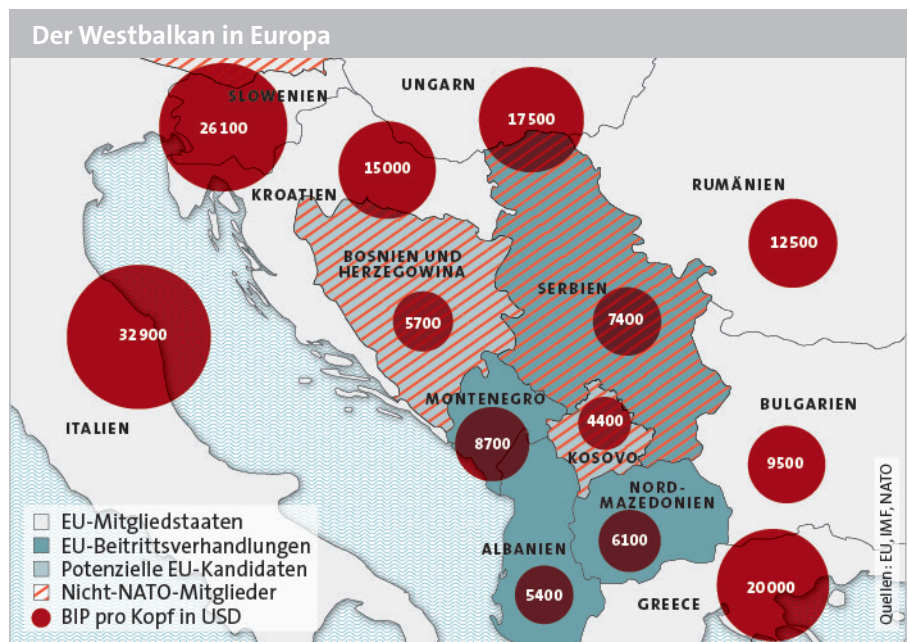 Der Westbalkan in Europa
UNGARN
SLOWENIEN
26 100
17 500
15 000
KROATIEN
RUMÄNIEN
12 500
BOSNIEN UND
HERZEGOWINA
5700
SERBIEN
7400
32 900
ITALIEN
MONTENEGRO
8700
4400
KOSOVO
BULGARIEN
9500
NORD-
MAZEDONIEN
6100
ALBANIEN
5400
GREECE
20 000
EU-Mitgliedstaaten
EU-Beitrittsverhandlungen
Potenzielle EU-Kandidaten
Nicht-NATO-Mitglieder
BIP pro Kopf in USD
Quellen: EU, IMF, NATO